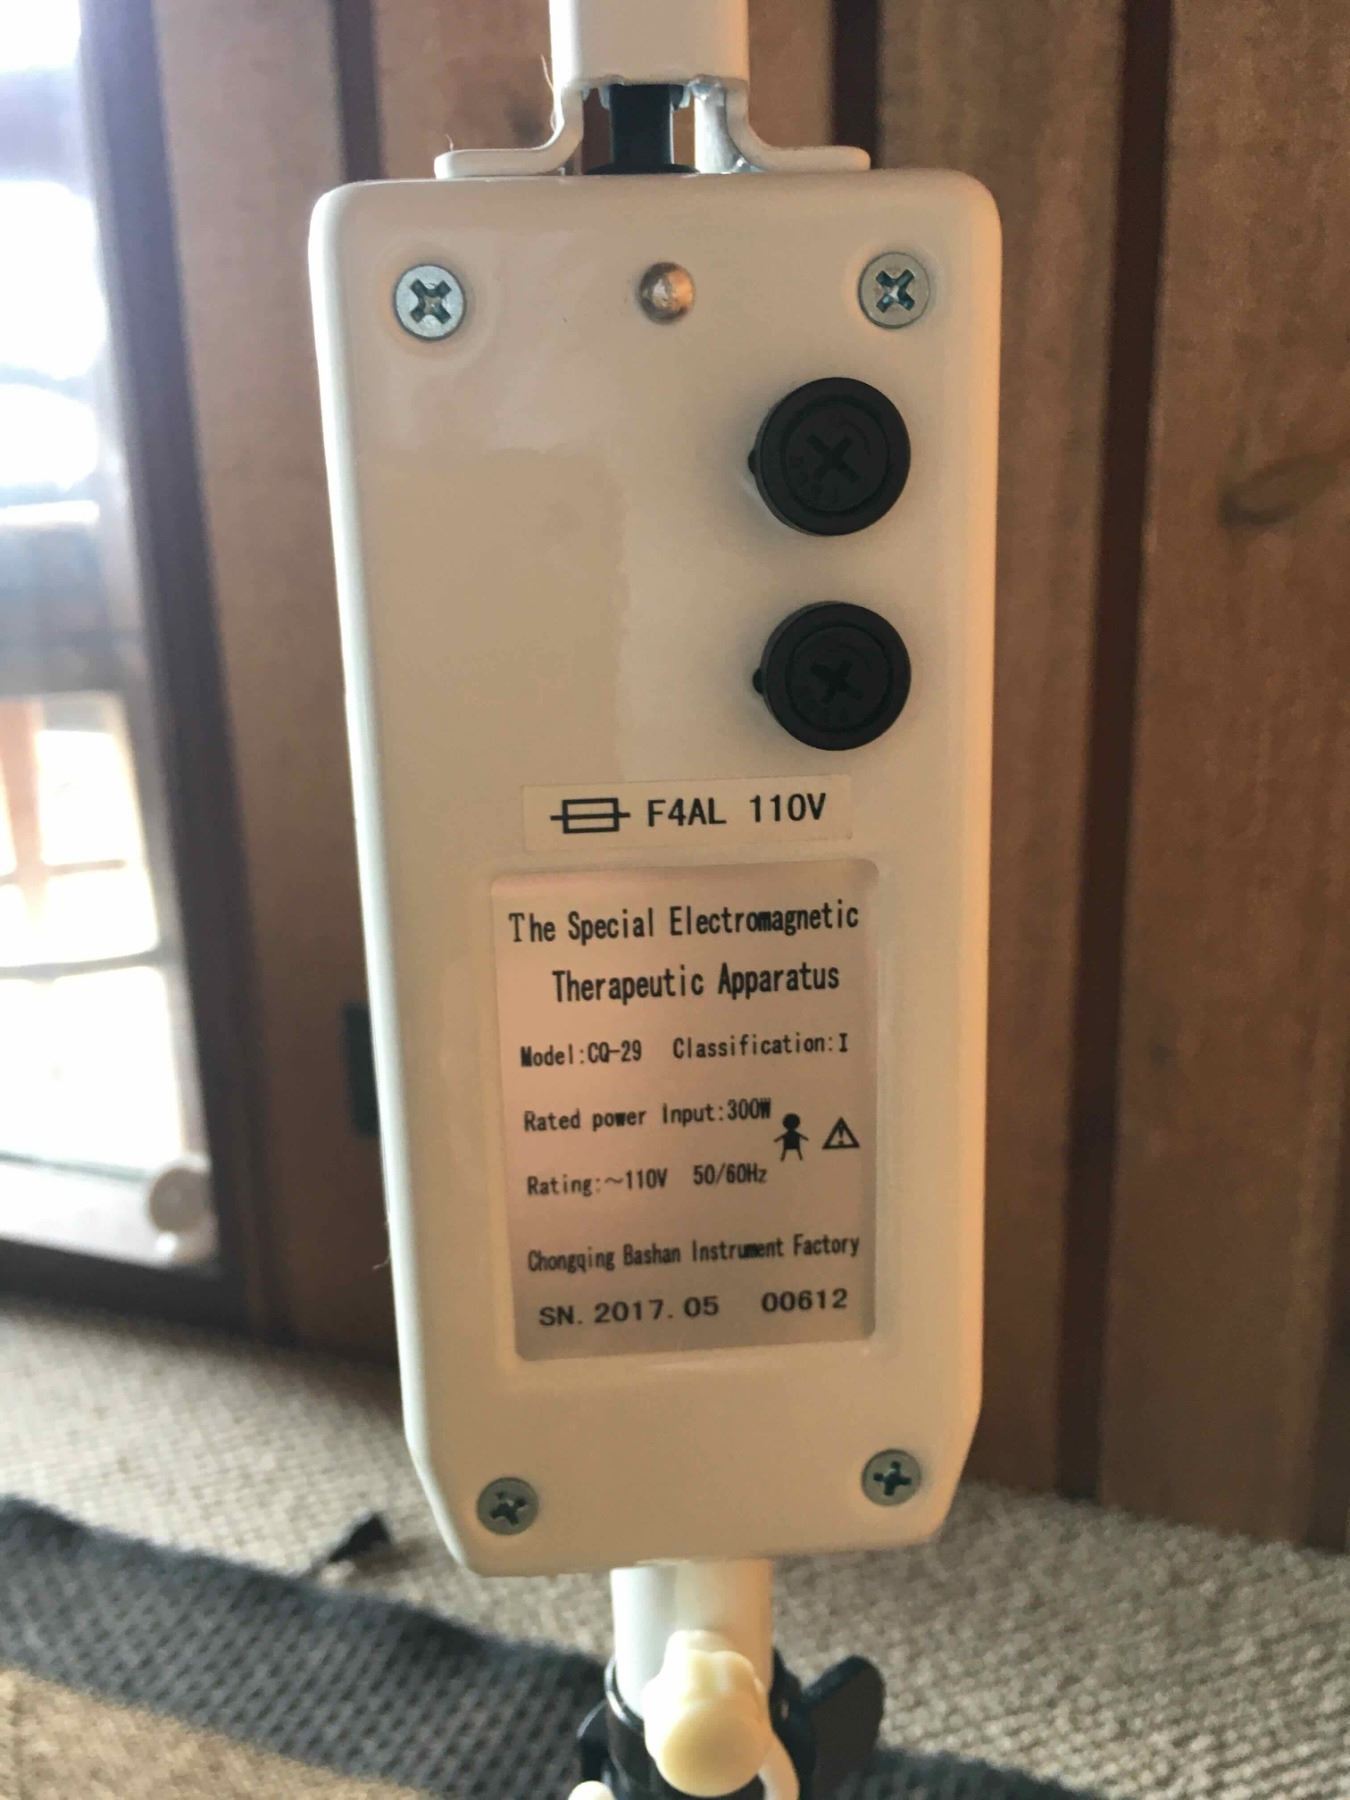 F4AL 110V
The Special Electromagnetic
Therapeutic Apparatus
Model:CQ-29 Classification:I
Rated power Input:300W
Rating:~110V 50/60Hz
Chongqing Bashan Instrument Factory
SN. 2017. 05 00612